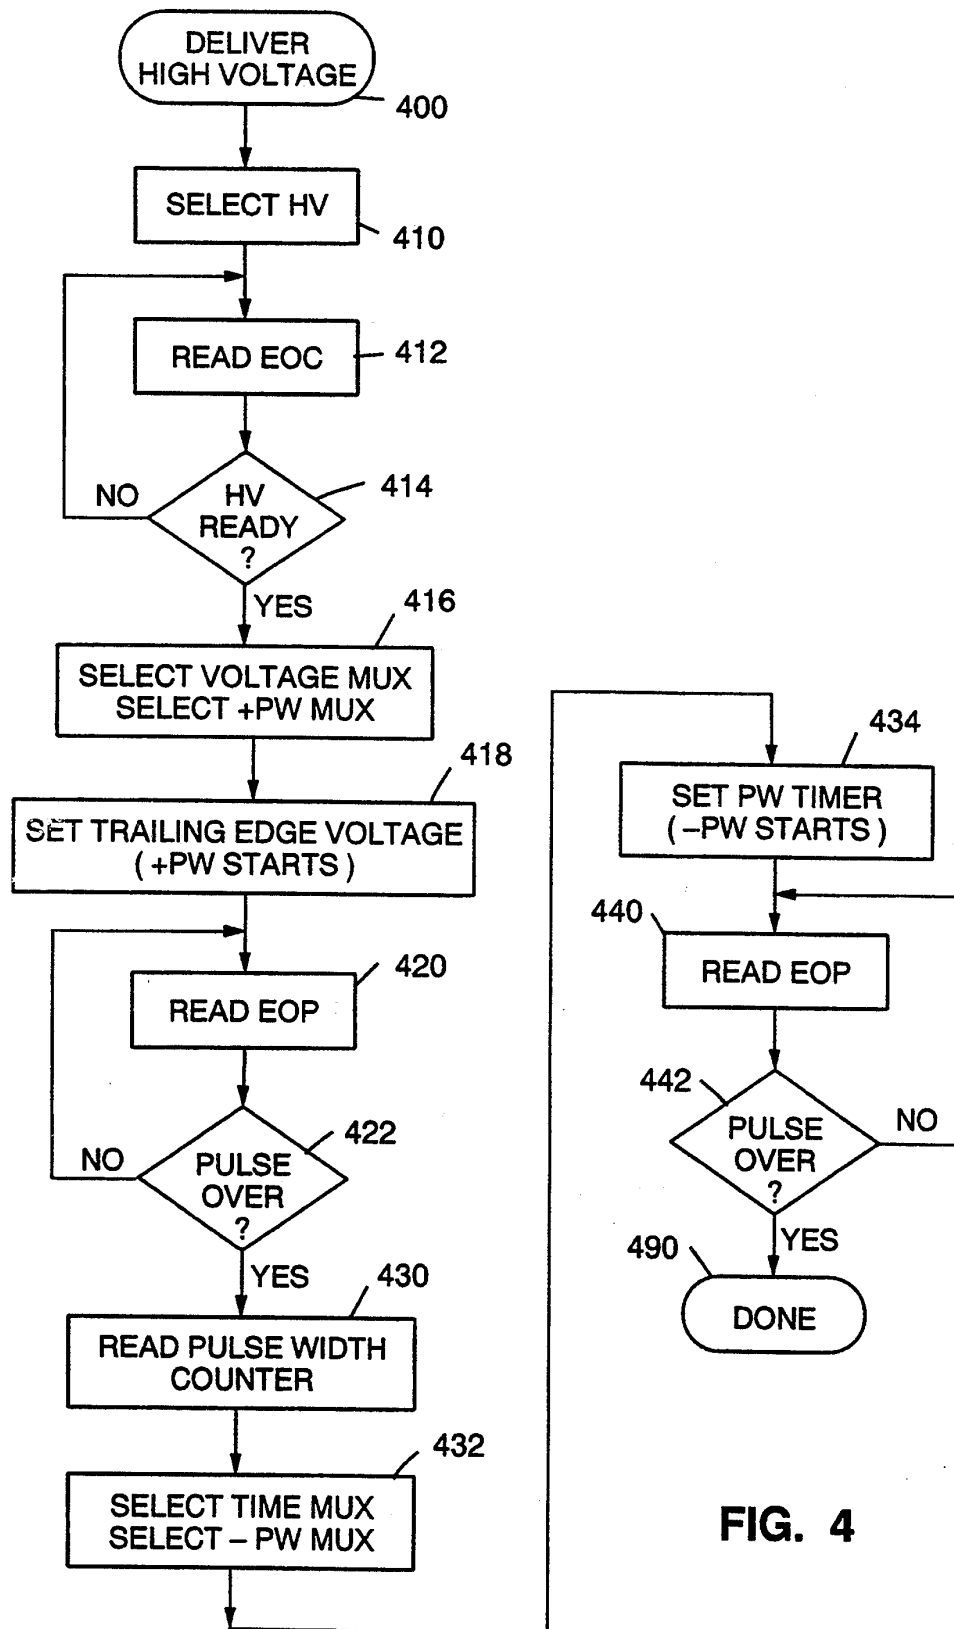 DELIVER
HIGH VOLTAGE
400
SELECT HV
410
READ EOC
412
HV
READY
?
414
NO
YES
416
SELECT VOLTAGE MUX
SELECT +PW MUX
418
SET TRAILING EDGE VOLTAGE
( +PW STARTS )
420
READ EOP
422
PULSE
OVER
?
NO
YES
430
READ PULSE WIDTH
COUNTER
432
SELECT TIME MUX
SELECT – PW MUX
434
SET PW TIMER
( –PW STARTS )
440
READ EOP
442
PULSE
OVER
?
NO
YES
490
DONE
FIG. 4